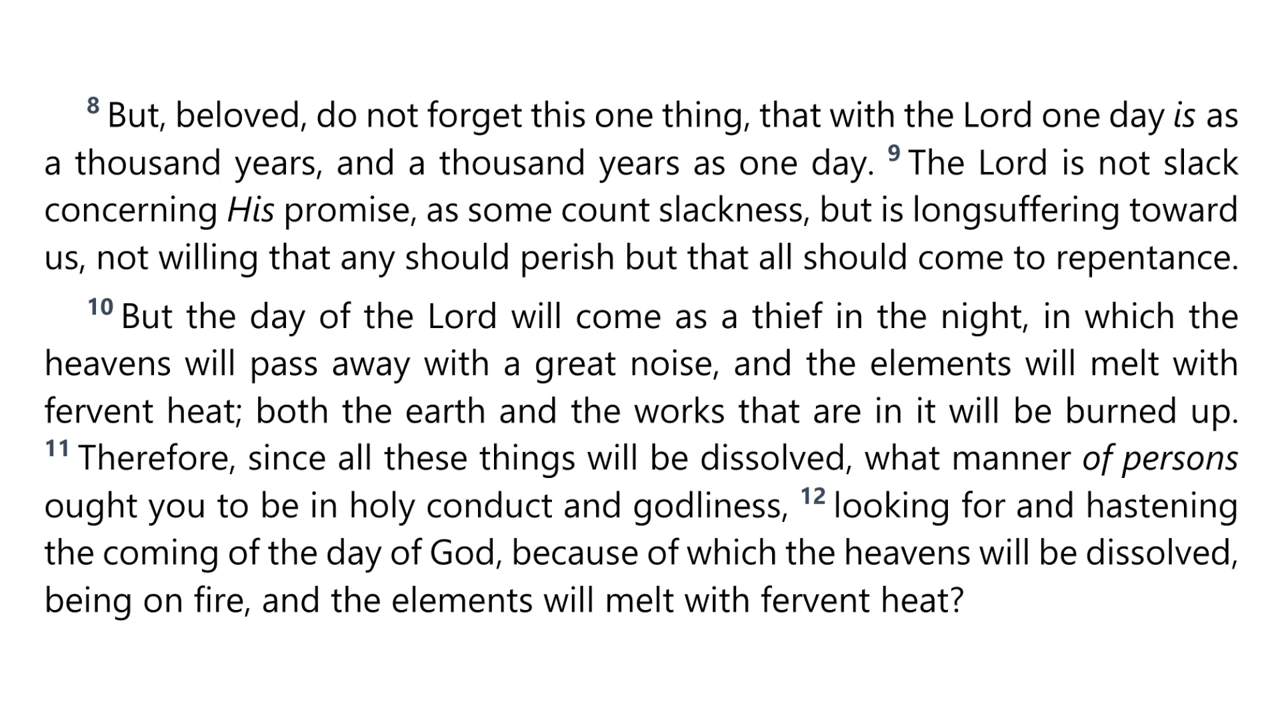 8 But, beloved, do not forget this one thing, that with the Lord one day is as
a thousand years, and a thousand years as one day. 9 The Lord is not slack
concerning His promise, as some count slackness, but is longsuffering toward
us, not willing that any should perish but that all should come to repentance.
10 But the day of the Lord will come as a thief in the night, in which the
heavens will pass away with a great noise, and the elements will melt with
fervent heat; both the earth and the works that are in it will be burned up.
11 Therefore, since all these things will be dissolved, what manner of persons
ought you to be in holy conduct and godliness, 12 looking for and hastening
the coming of the day of God, because of which the heavens will be dissolved,
being on fire, and the elements will melt with fervent heat?